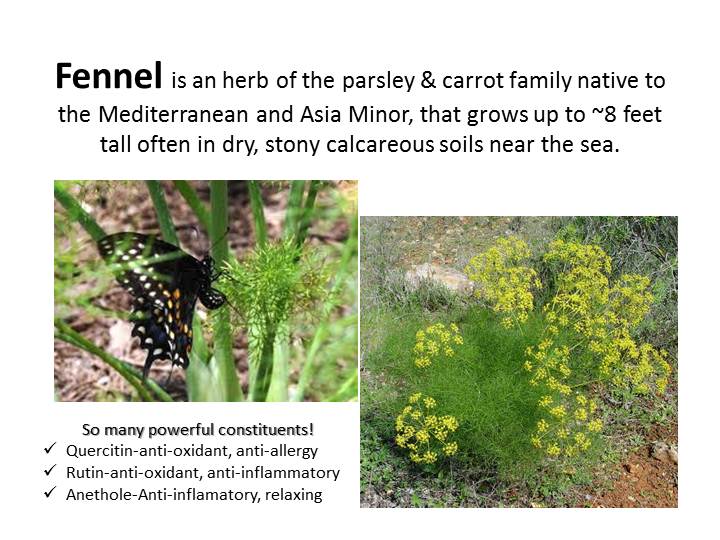 Fennel is an herb of the parsley & carrot family native to
the Mediterranean and Asia Minor, that grows up to ~8 feet
tall often in dry, stony calcareous soils near the sea.
So many powerful constituents!
✓ Quercitin-anti-oxidant, anti-allergy
✓ Rutin-anti-oxidant, anti-inflammatory
✓ Anethole-Anti-inflamatory, relaxing